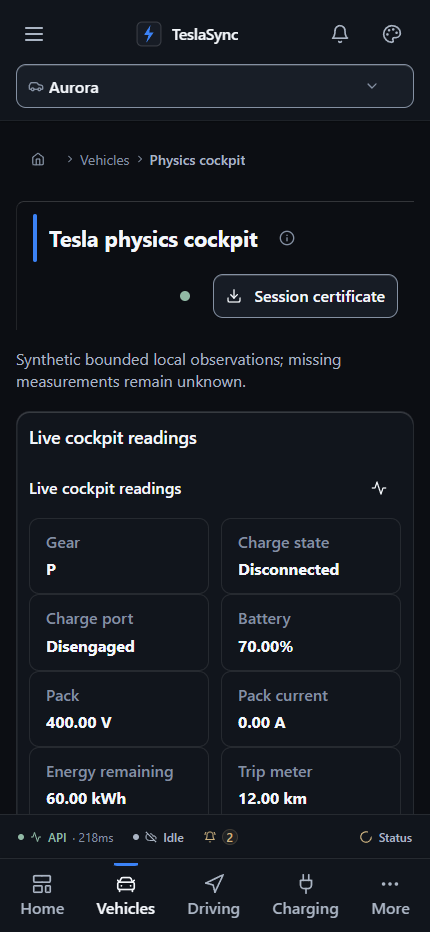 TeslaSync
Aurora
Vehicles
Physics cockpit
Tesla physics cockpit
Session certificate
Synthetic bounded local observations; missing
measurements remain unknown.
Live cockpit readings
Live cockpit readings
Gear
P
Charge state
Disconnected
Charge port
Disengaged
Battery
70.00%
Pack
400.00 V
Pack current
0.00 A
Energy remaining
60.00 kWh
Trip meter
12.00 km
API · 218ms
Idle
2
Status
Home
Vehicles
Driving
Charging
More